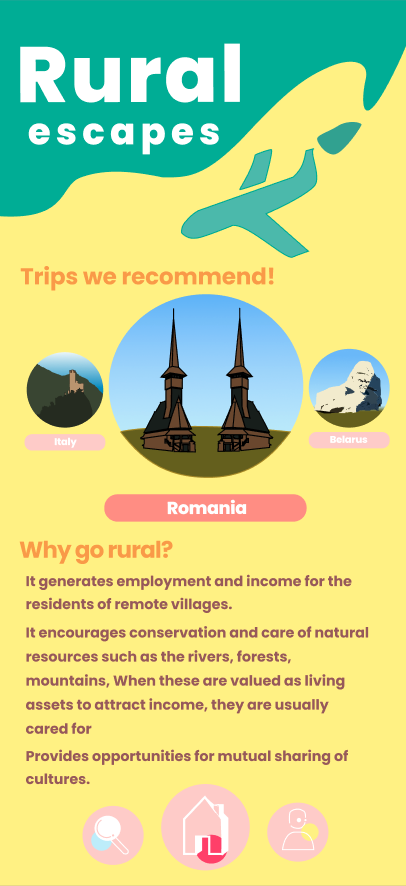 Rural
escapes
Trips we recommend!
Italy
Belarus
Romania
Why go rural?
It generates employment and income for the
residents of remote villages.
It encourages conservation and care of natural
resources such as the rivers, forests,
mountains, When these are valued as living
assets to attract income, they are usually
cared for
Provides opportunities for mutual sharing of
cultures.